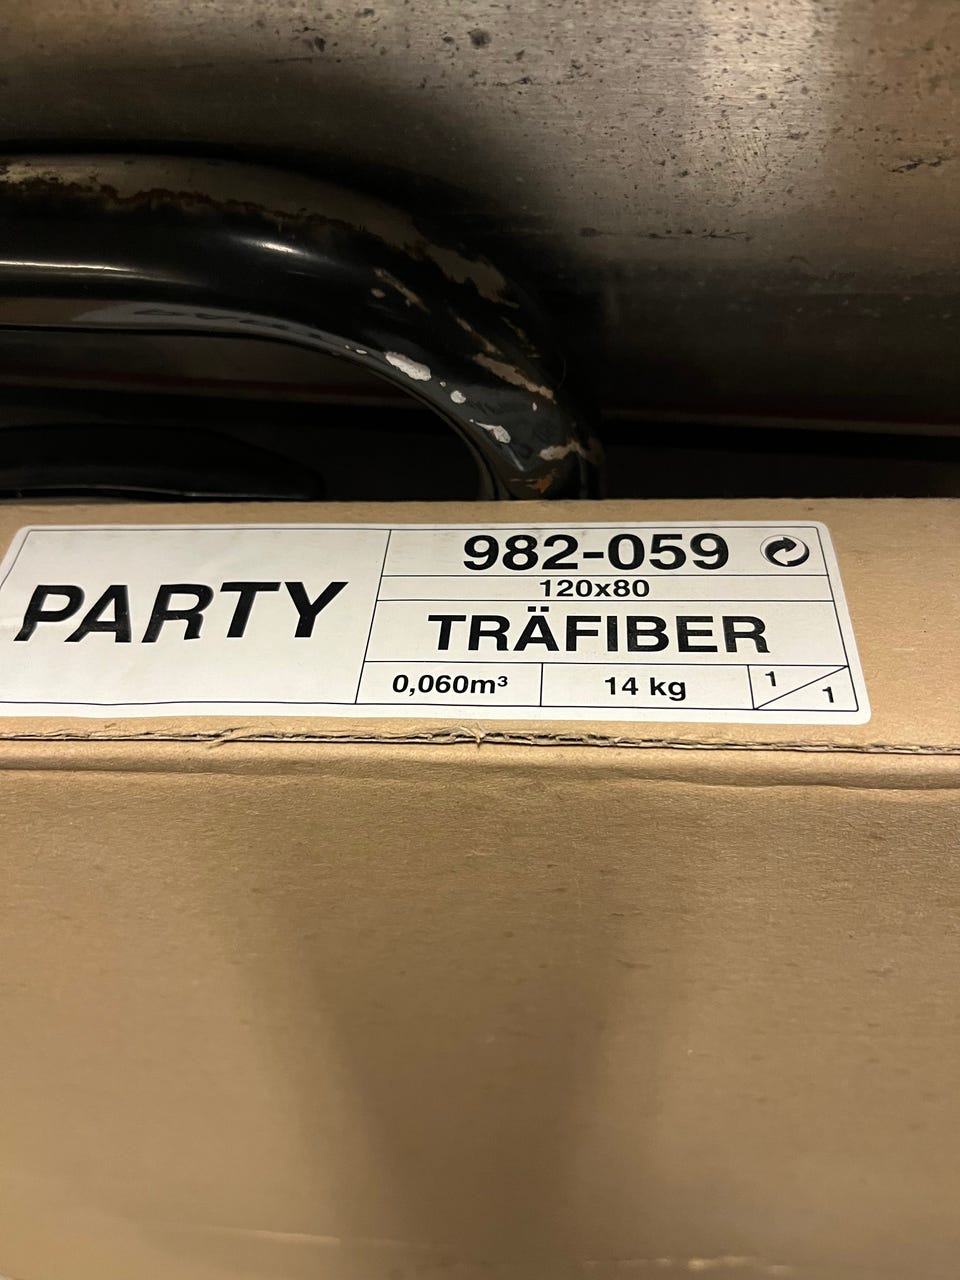 PARTY
982-059
120x80
TRÄFIBER
0,060m³ 14 kg 1/1